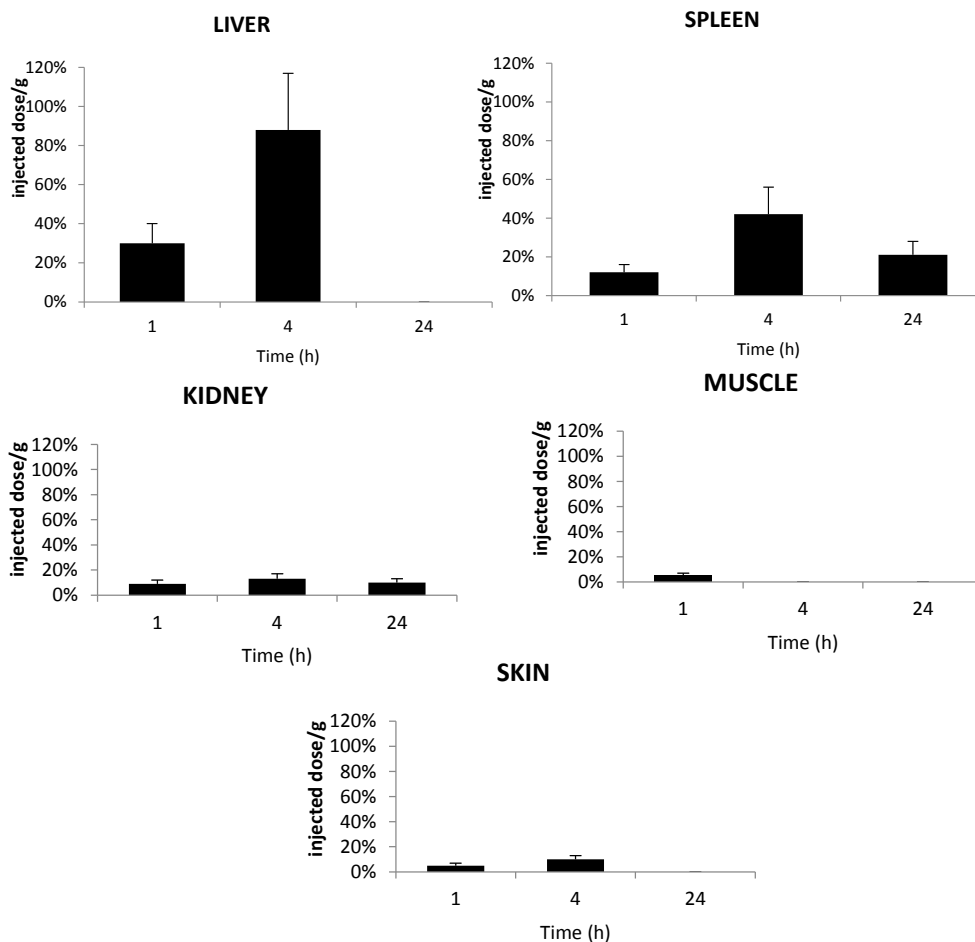 LIVER
injected dose/g
120%
100%
80%
60%
40%
20%
0%
1 4 24
Time (h)
SPLEEN
injected dose/g
120%
100%
80%
60%
40%
20%
0%
1 4 24
Time (h)
KIDNEY
injected dose/g
120%
100%
80%
60%
40%
20%
0%
1 4 24
Time (h)
MUSCLE
injected dose/g
120%
100%
80%
60%
40%
20%
0%
1 4 24
Time (h)
SKIN
injected dose/g
120%
100%
80%
60%
40%
20%
0%
1 4 24
Time (h)